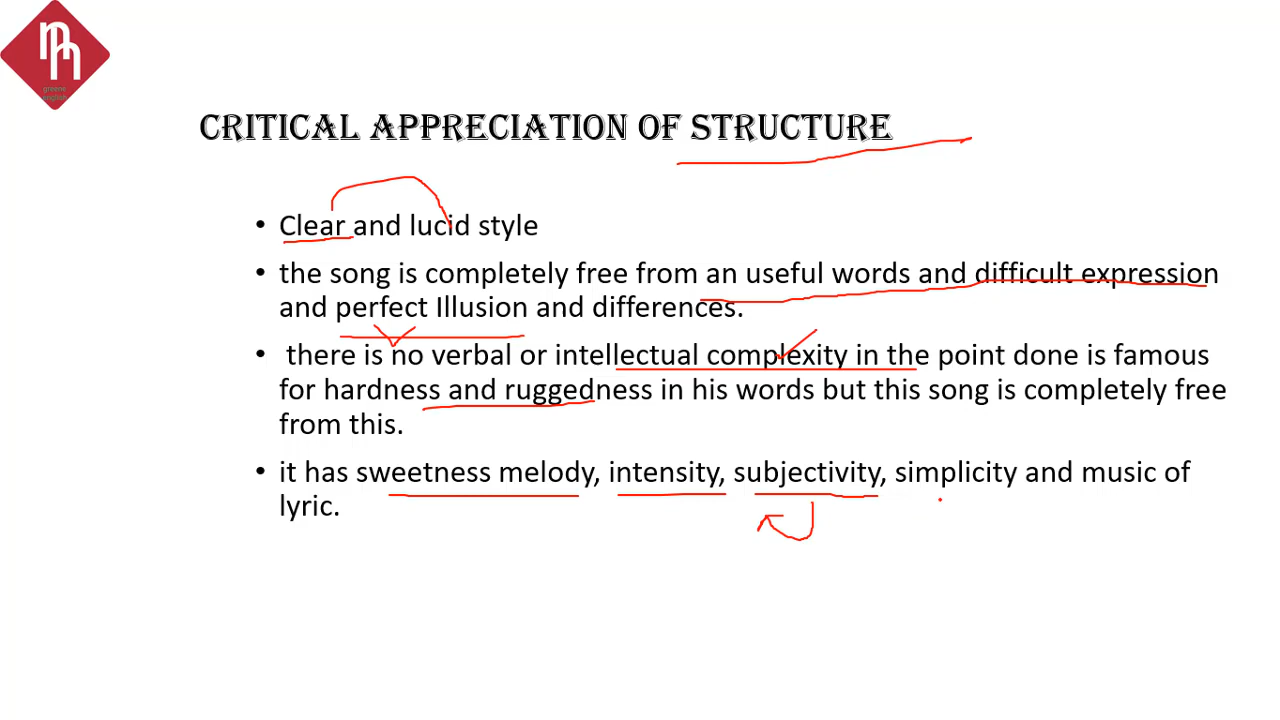 greene
english
CRITICAL APPRECIATION OF STRUCTURE
• Clear and lucid style
• the song is completely free from an useful words and difficult expression
and perfect Illusion and differences.
• there is no verbal or intellectual complexity in the point done is famous
for hardness and ruggedness in his words but this song is completely free
from this.
• it has sweetness melody, intensity, subjectivity, simplicity and music of
lyric.